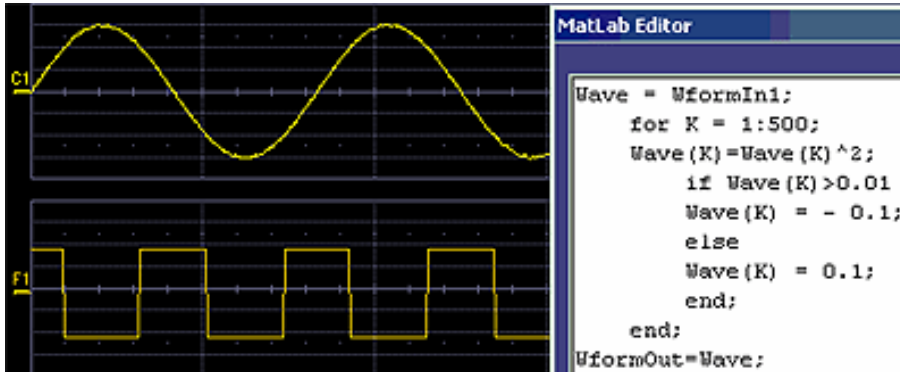 C1
F1
MatLab Editor
Wave = WformIn1;
for K = 1:500;
Wave(K)=Wave(K)^2;
if Wave(K)>0.01
Wave(K) = - 0.1;
else
Wave(K) = 0.1;
end;
end;
WformOut=Wave;